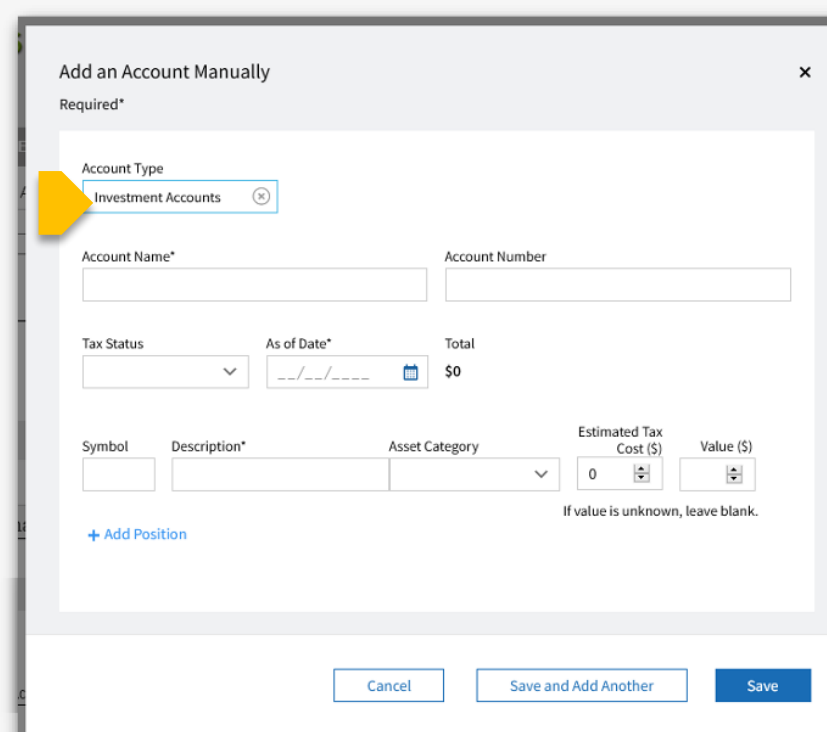 Add an Account Manually
Required*
Account Type
Investment Accounts
Account Name*
Account Number
Tax Status
As of Date*
Total
__/__/____
$0
Symbol
Description*
Asset Category
Estimated Tax
Cost ($)
Value ($)
0
If value is unknown, leave blank.
+ Add Position
Cancel
Save and Add Another
Save